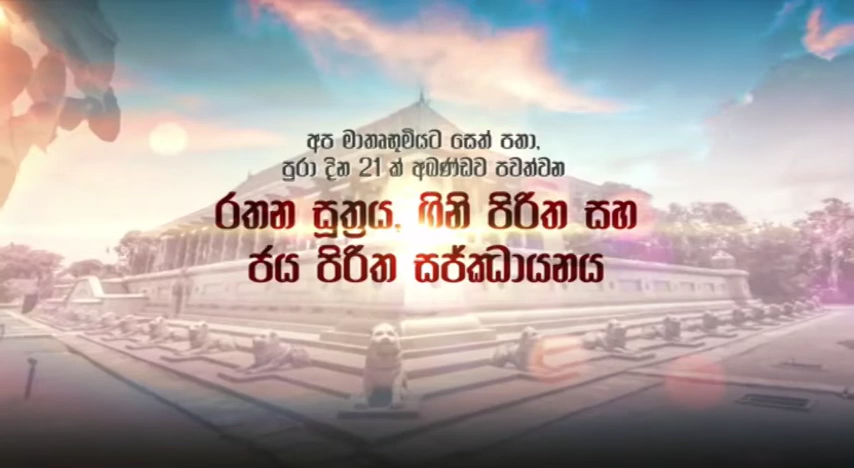 අප මාතෘභූමියට සෙත් පතා,
පුරා දින 21 ක් අඛණ්ඩව පවත්වන
රතන සූත්‍රය, ගිනි පිරිත සහ
ජය පිරිත සජ්ඣායනය